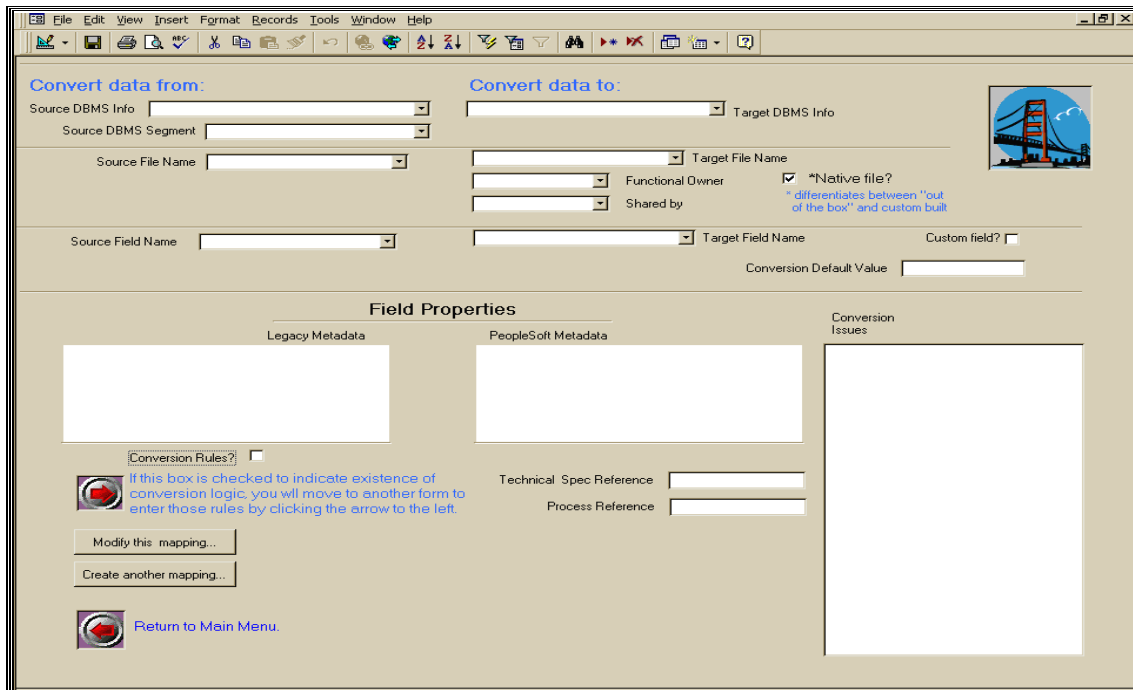 File Edit View Insert Format Records Tools Window Help
Convert data from:
Convert data to:
Source DBMS Info
Target DBMS Info
Source DBMS Segment
Source File Name
Target File Name
Functional Owner
*Native file?
Shared by
* differentiates between "out
of the box" and custom built
Source Field Name
Target Field Name
Custom field?
Conversion Default Value
Field Properties
Legacy Metadata
PeopleSoft Metadata
Conversion
Issues
Conversion Rules?
If this box is checked to indicate existence of
conversion logic, you will move to another form to
enter those rules by clicking the arrow to the left.
Technical Spec Reference
Process Reference
Modify this mapping...
Create another mapping...
Return to Main Menu.